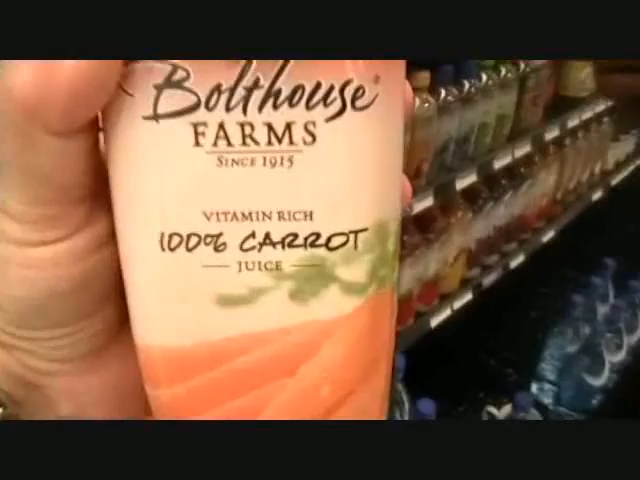 Bolthouse®
FARMS
SINCE 1915
VITAMIN RICH
100% CARROT
JUICE